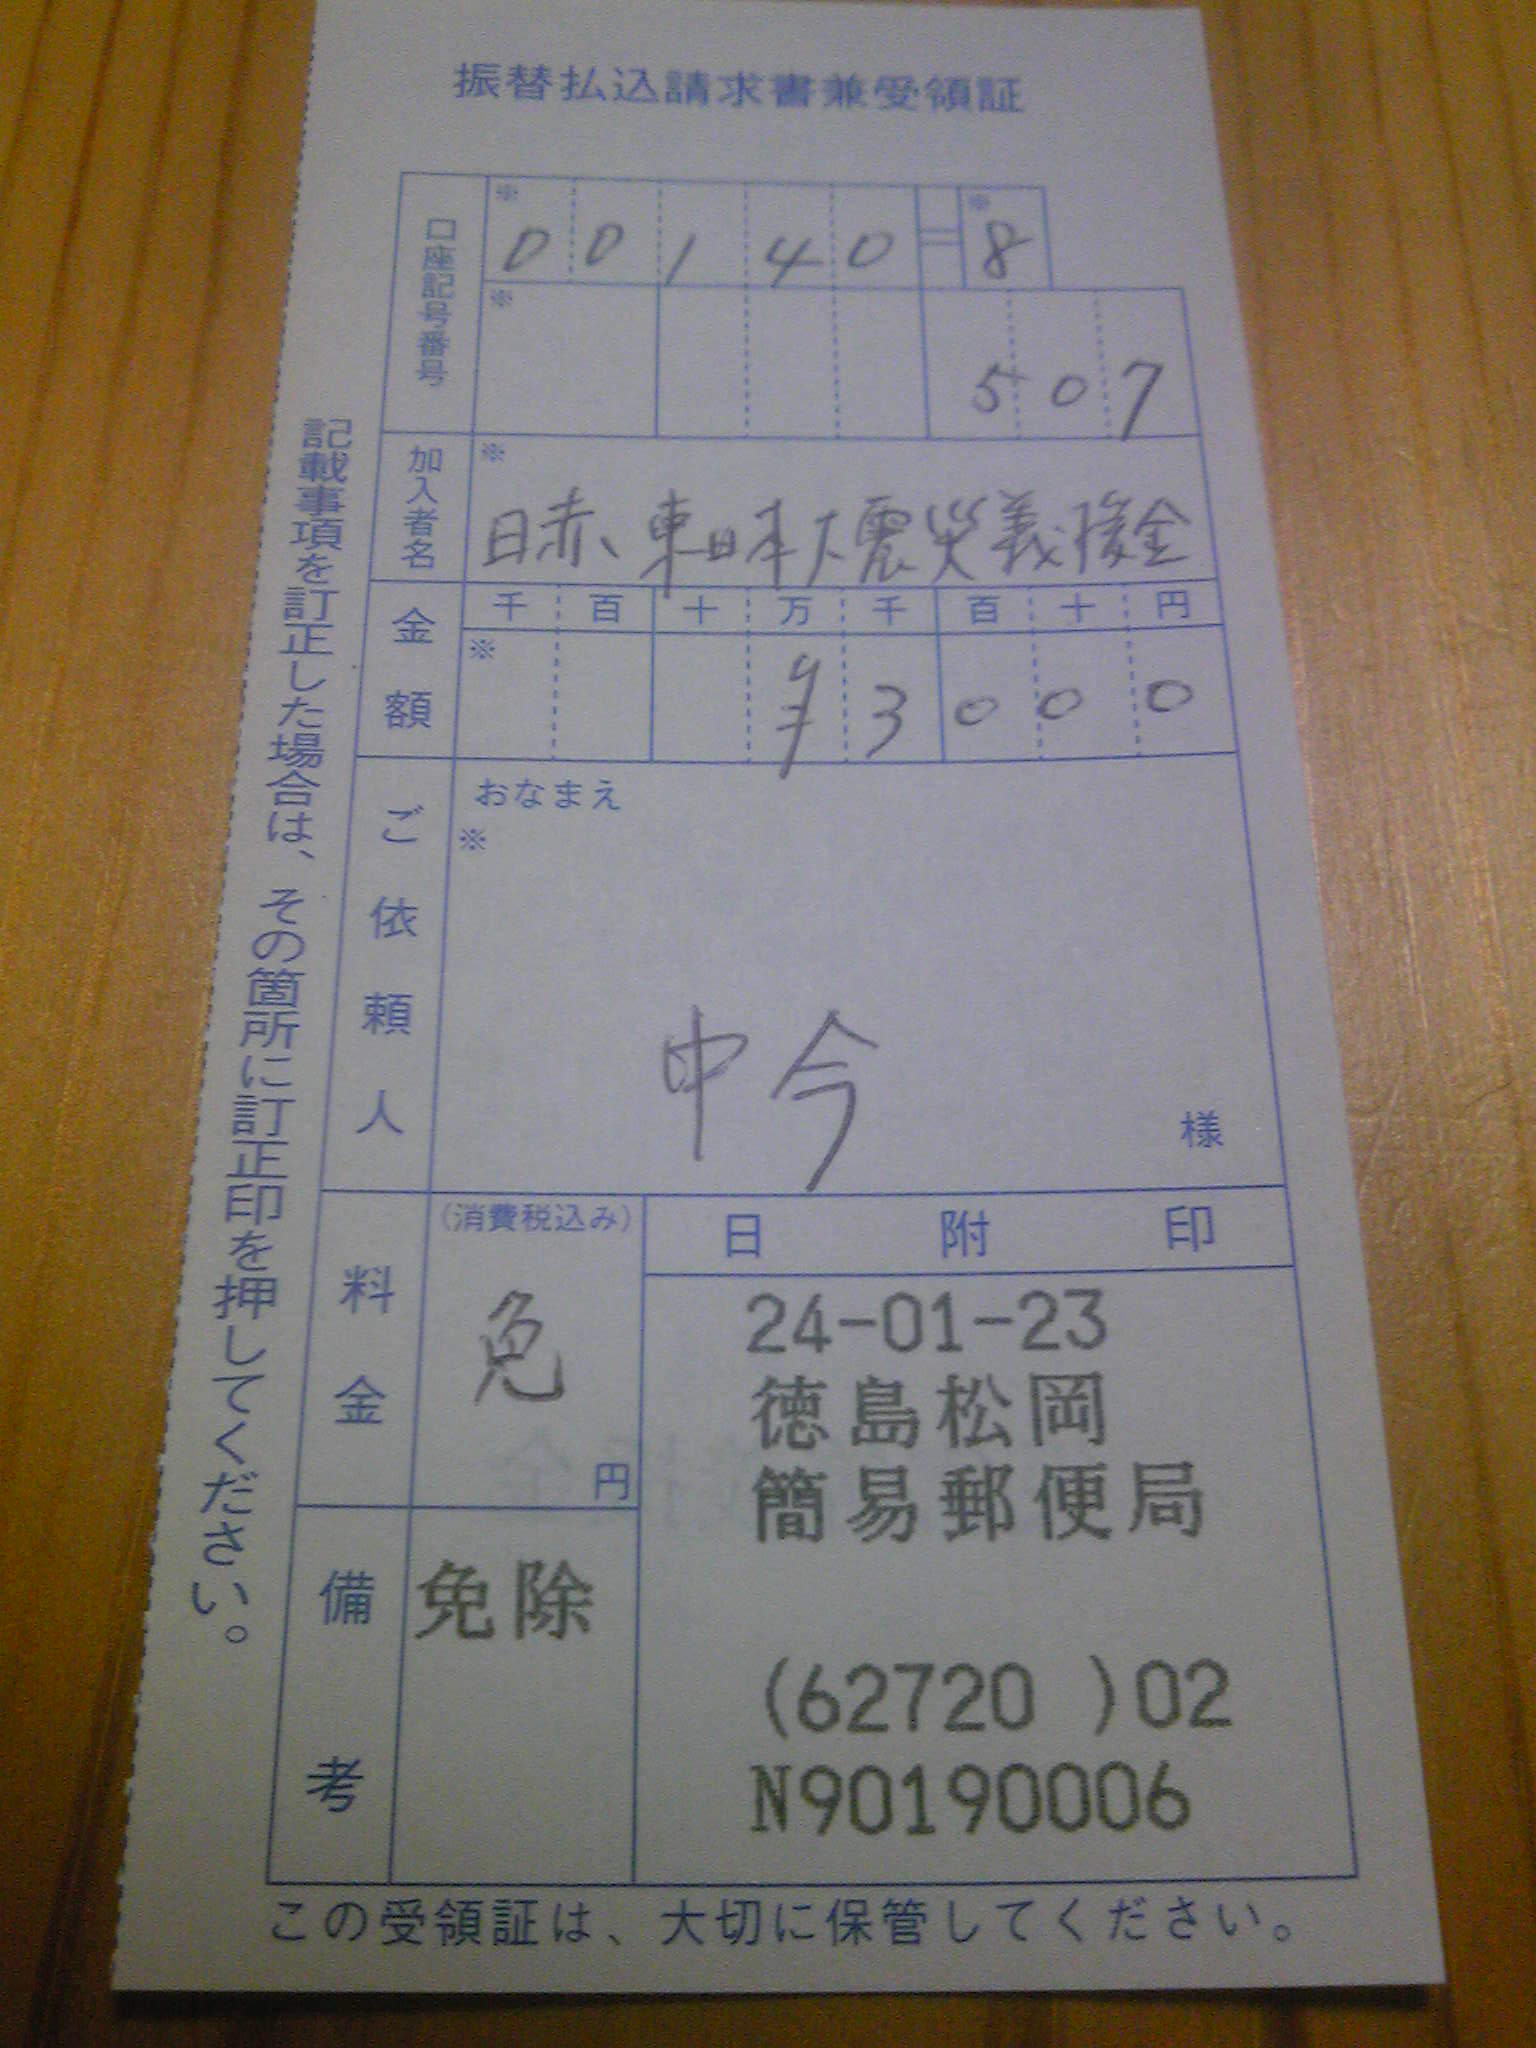 振替払込請求書兼受領証
口座記号番号
※ 00140=8
※ 507
加入者名
※
日赤、東日本大震災義援金
金額
千百十万千百十円
※ ¥3000
ご依頼人
おなまえ
※
中今
様
料金
(消費税込み)
免
円
日附印
24-01-23
徳島松岡
簡易郵便局
備考
免除
(62720 )02
N90190006
記載事項を訂正した場合は、その箇所に訂正印を押してください。
この受領証は、大切に保管してください。